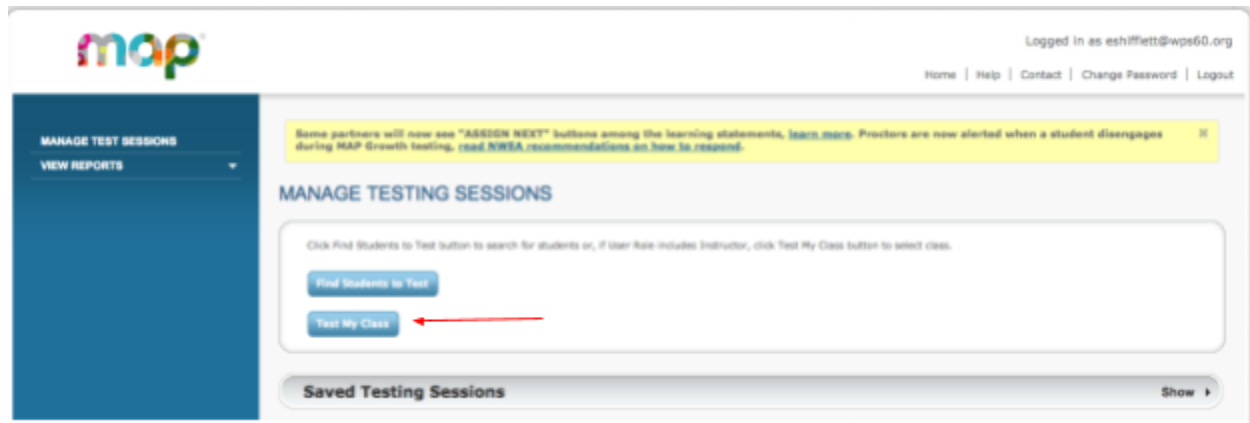 map
Logged in as eshifflett@wps60.org
Home | Help | Contact | Change Password | Logout
MANAGE TEST SESSIONS
VIEW REPORTS
Some partners will now see "ASSIGN NEXT" buttons among the learning statements, learn more. Proctors are now alerted when a student disengages
during MAP Growth testing, read NWEA recommendations on how to respond.
MANAGE TESTING SESSIONS
Click Find Students to Test button to search for students or, if User Role includes Instructor, click Test My Class button to select class.
Find Students to Test
Test My Class
Saved Testing Sessions
Show